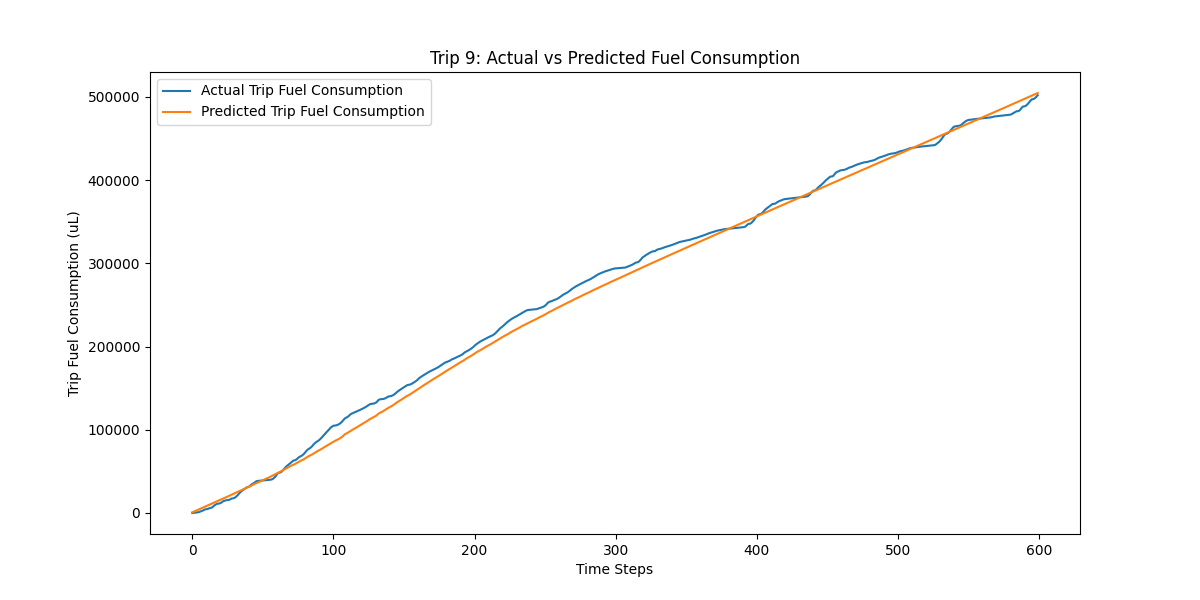 Trip 9: Actual vs Predicted Fuel Consumption
Actual Trip Fuel Consumption
Predicted Trip Fuel Consumption
Trip Fuel Consumption (uL)
500000
400000
300000
200000
100000
0
0 100 200 300 400 500 600
Time Steps